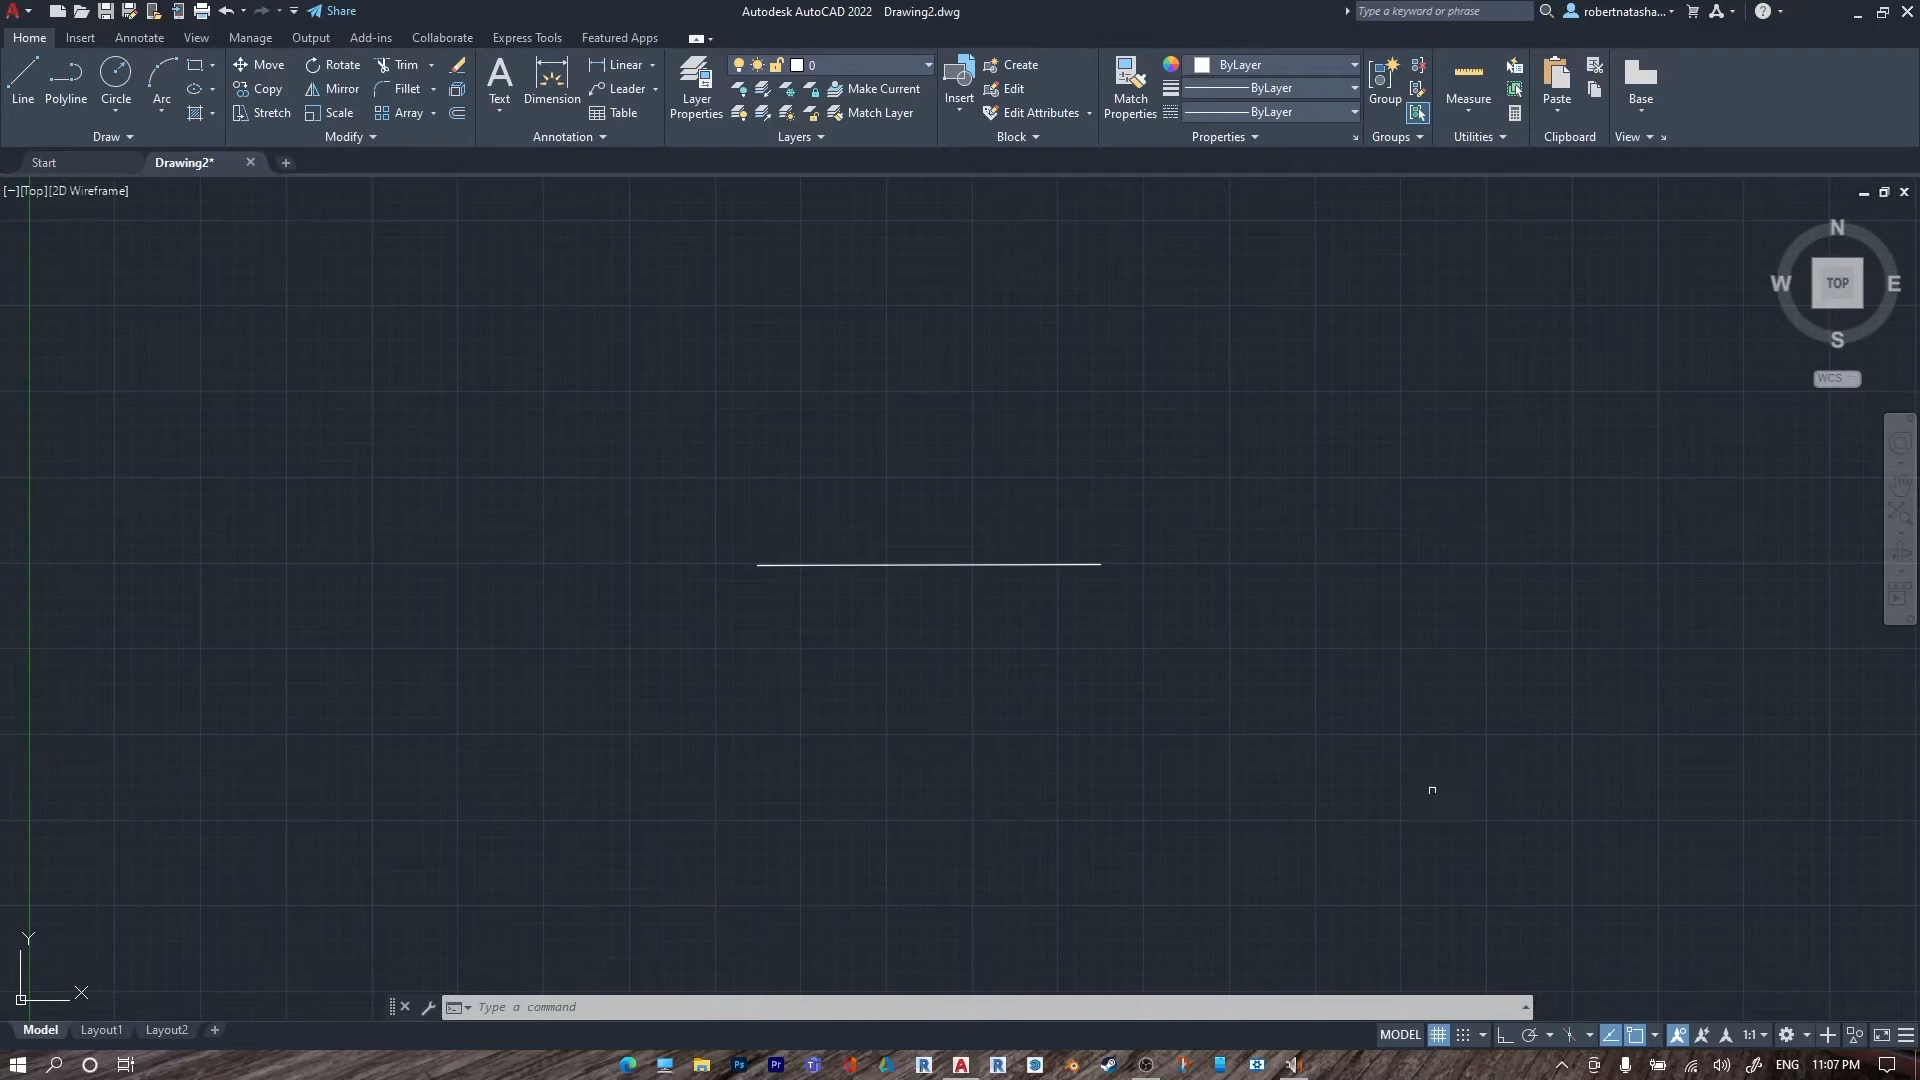 Share
Autodesk AutoCAD 2022 Drawing2.dwg
Type a keyword or phrase
robertnatasha...
Home Insert Annotate View Manage Output Add-ins Collaborate Express Tools Featured Apps
Line Polyline Circle Arc
Move Rotate Trim
Copy Mirror Fillet
Stretch Scale Array
Text Dimension
Linear
Leader
Table
Layer Properties
0
Make Current
Match Layer
Insert
Create
Edit
Edit Attributes
Match Properties
ByLayer
ByLayer
ByLayer
Group
Measure
Paste
Base
Draw Modify Annotation Layers Block Properties Groups Utilities Clipboard View
Start Drawing2*
[−][Top][2D Wireframe]
N
W TOP E
S
WCS
Y
X
Type a command
Model Layout1 Layout2
MODEL 1:1
Ps Pr R A R
ENG 11:07 PM